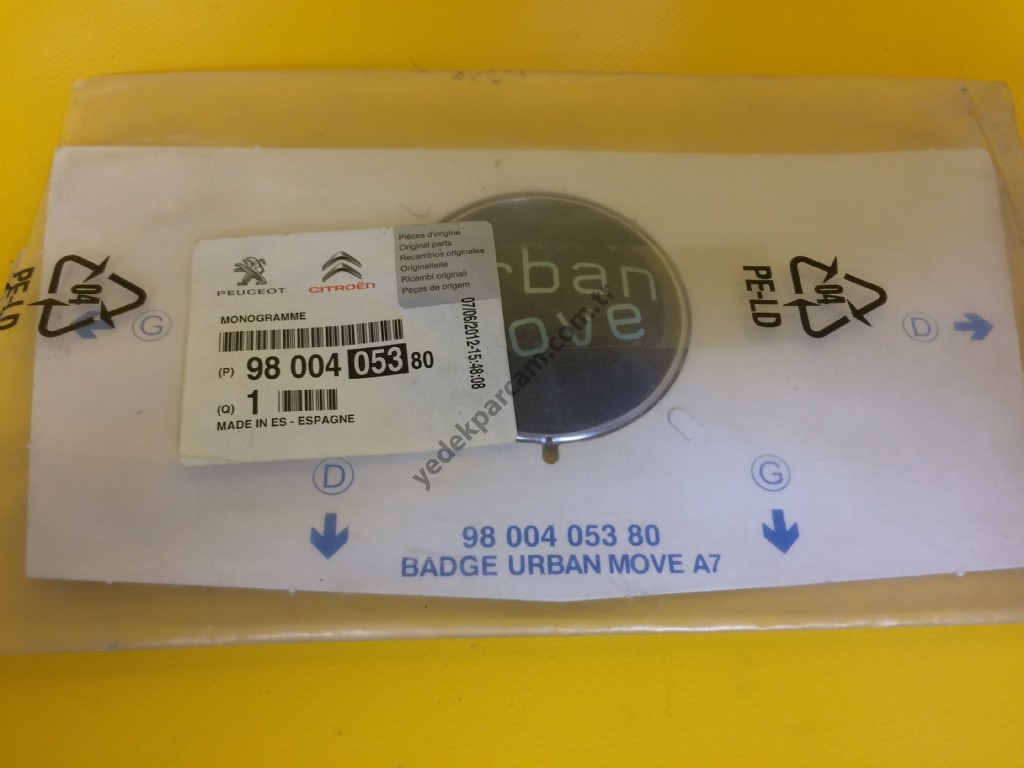 Pièces d'origine
Original parts
Recambios originales
Originalteile
Ricambi originali
Peças de origem
PEUGEOT
CITROËN
MONOGRAMME
(P) 98 004 053 80
(Q) 1
MADE IN ES - ESPAGNE
07/06/2012-15:48:08
rban
ove
PE-LD
04
G
PE-LD
04
D
D
G
98 004 053 80
BADGE URBAN MOVE A7
yedekparcam.com.tr